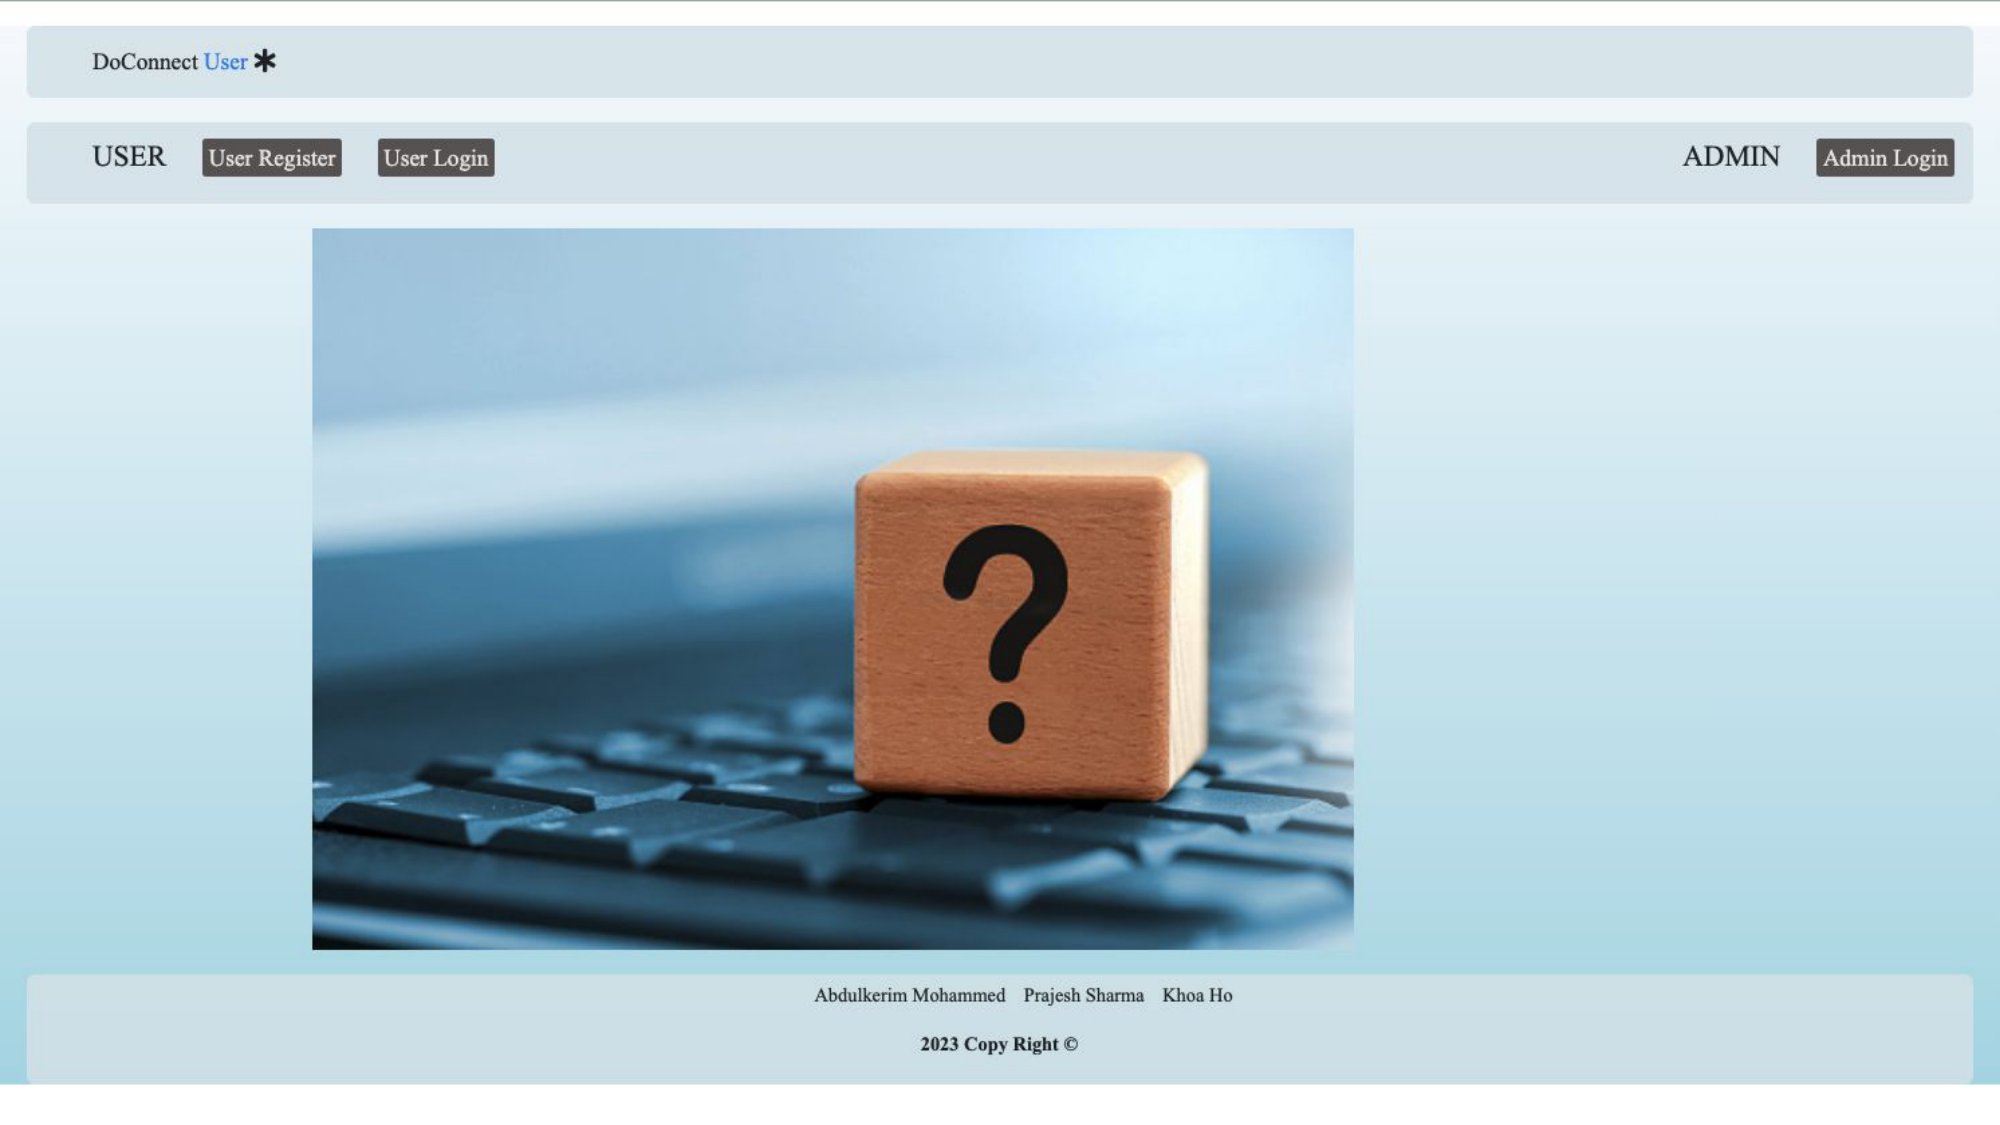 DoConnect User *
USER User Register User Login ADMIN Admin Login
?
Abdulkerim Mohammed Prajesh Sharma Khoa Ho
2023 Copy Right ©